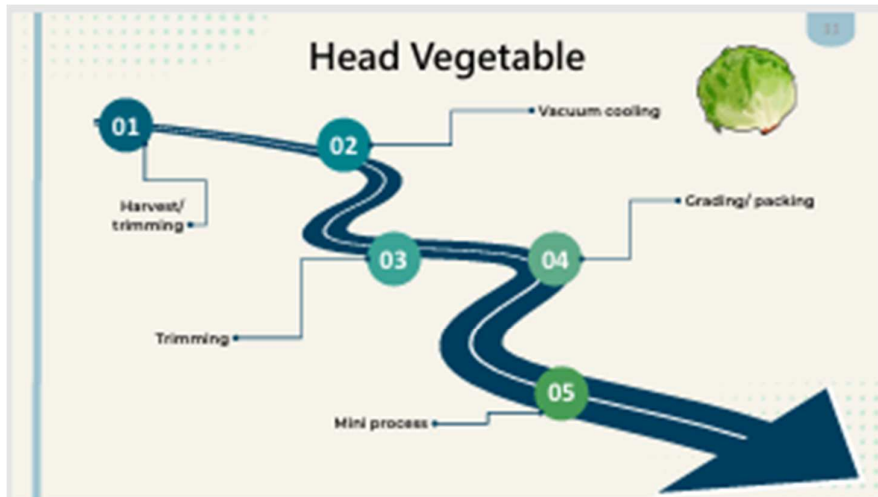 Head Vegetable
01
Harvest/
trimming
02
Vacuum cooling
03
Trimming
04
Grading/ packing
05
Mini process